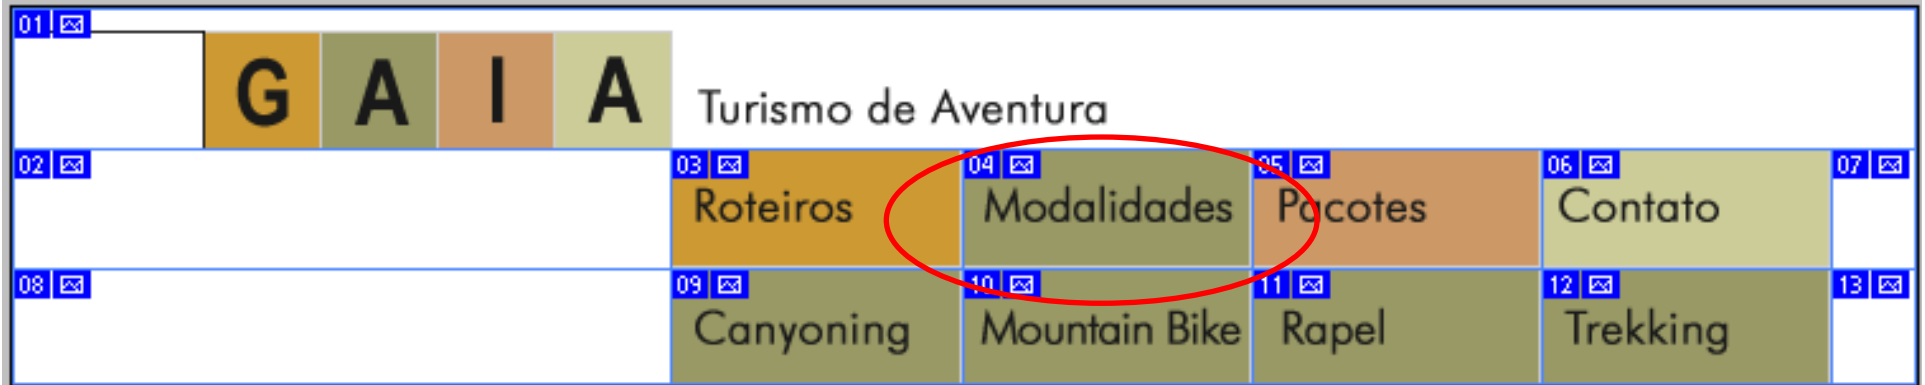 01
G A I A
Turismo de Aventura
02 03 04 05 06 07
Roteiros Modalidades Pacotes Contato
08 09 10 11 12 13
Canyoning Mountain Bike Rapel Trekking